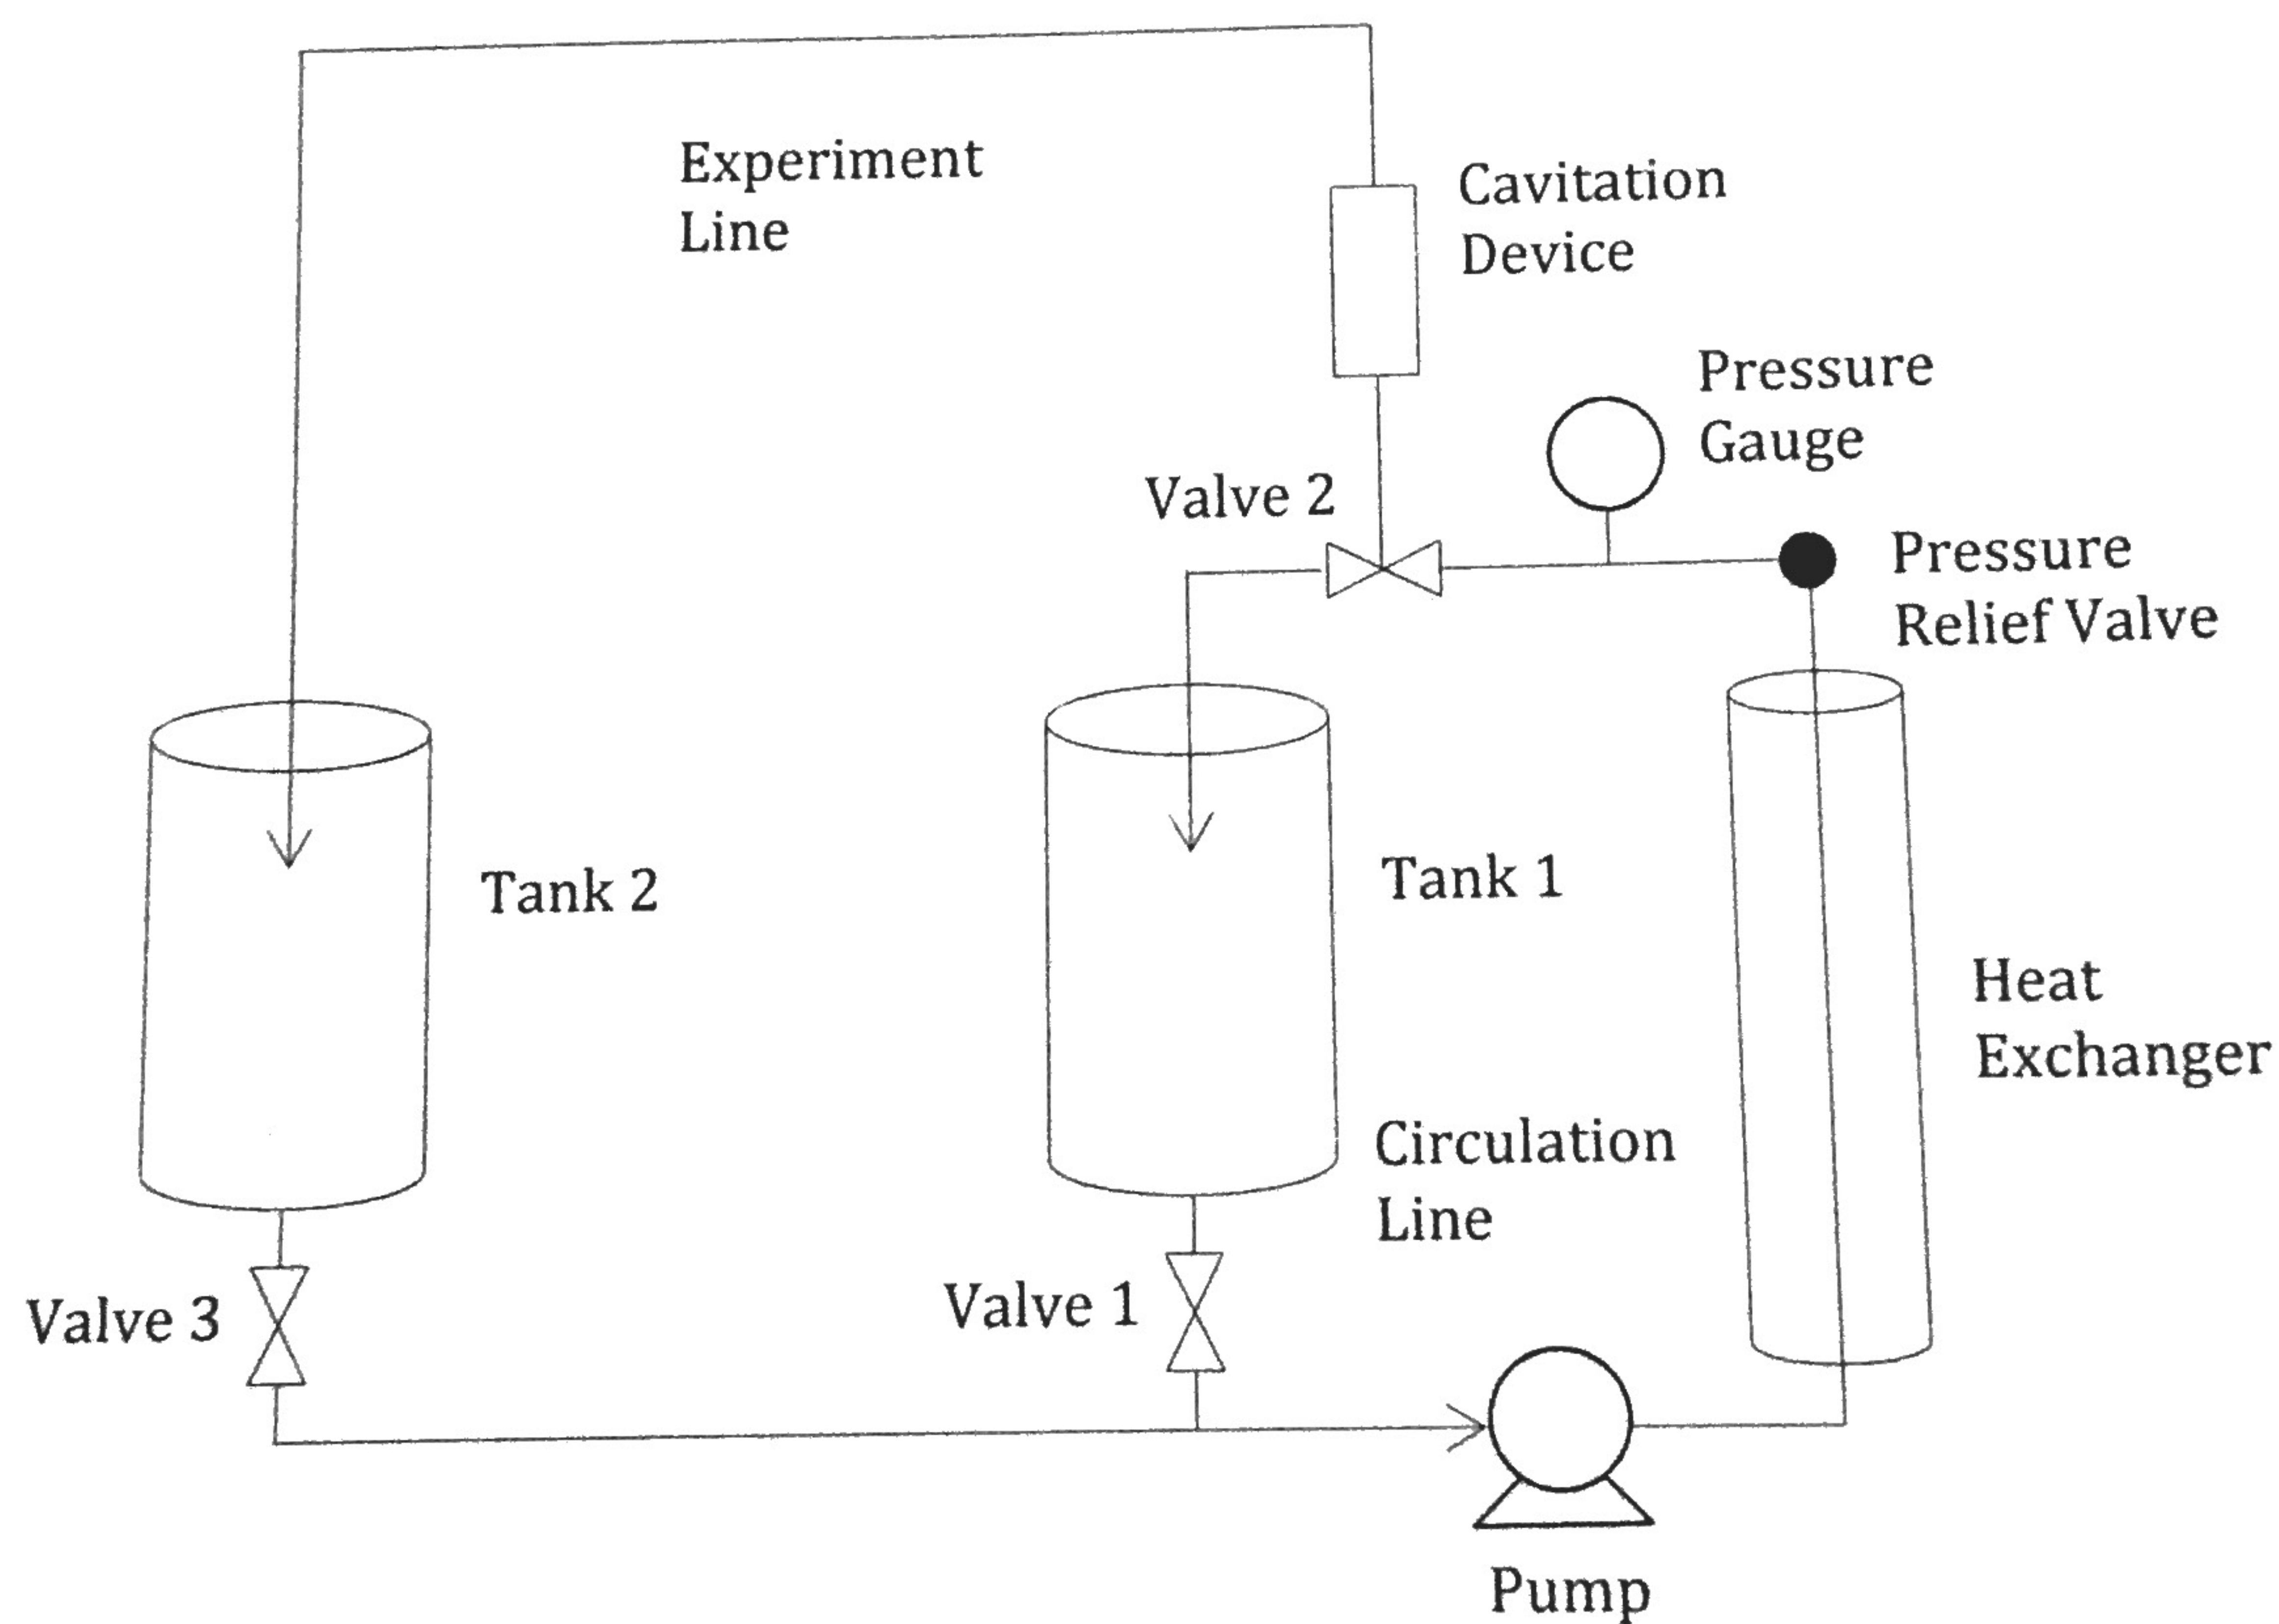 Experiment
Line
Cavitation
Device
Pressure
Gauge
Valve 2
Pressure
Relief Valve
Tank 2
Tank 1
Heat
Exchanger
Circulation
Line
Valve 3
Valve 1
Pump